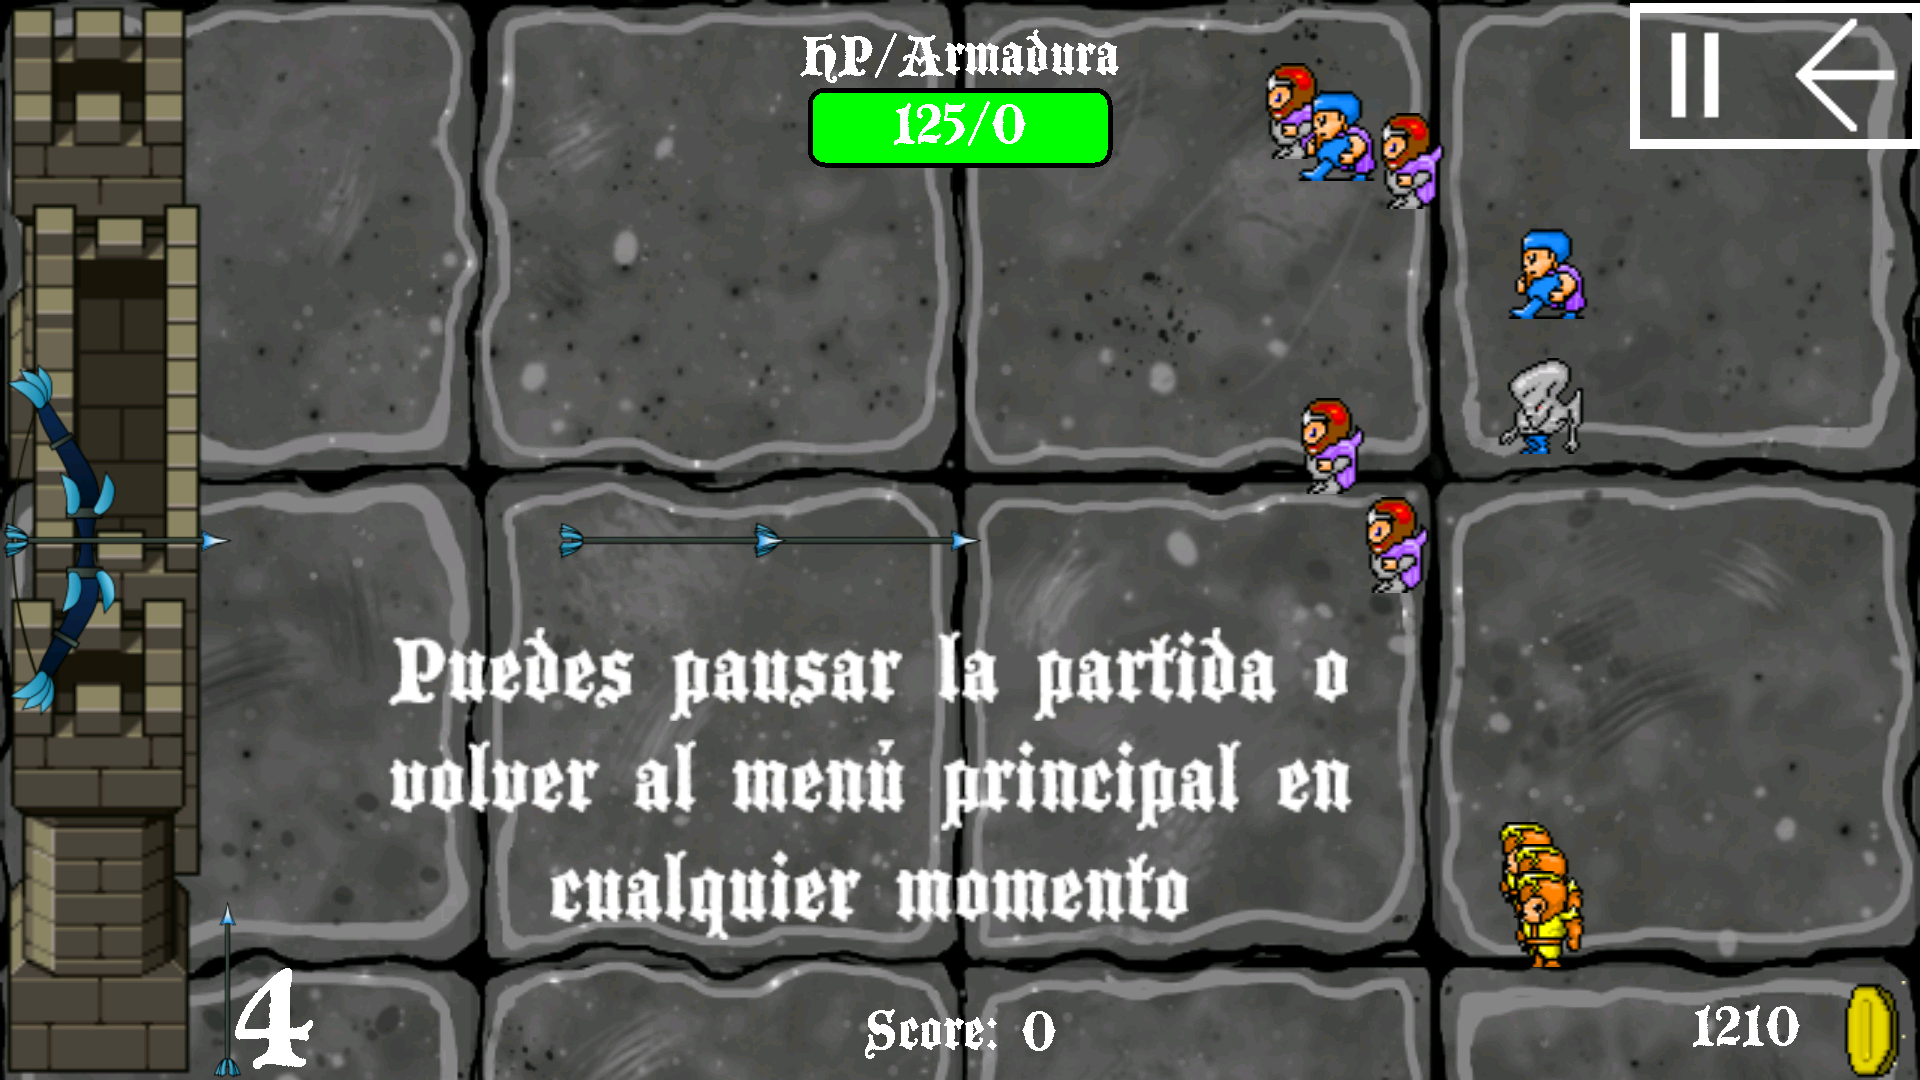 HP/Armadura
125/0
Puedes pausar la partida o
volver al menú principal en
cualquier momento
4
Score: 0
1210